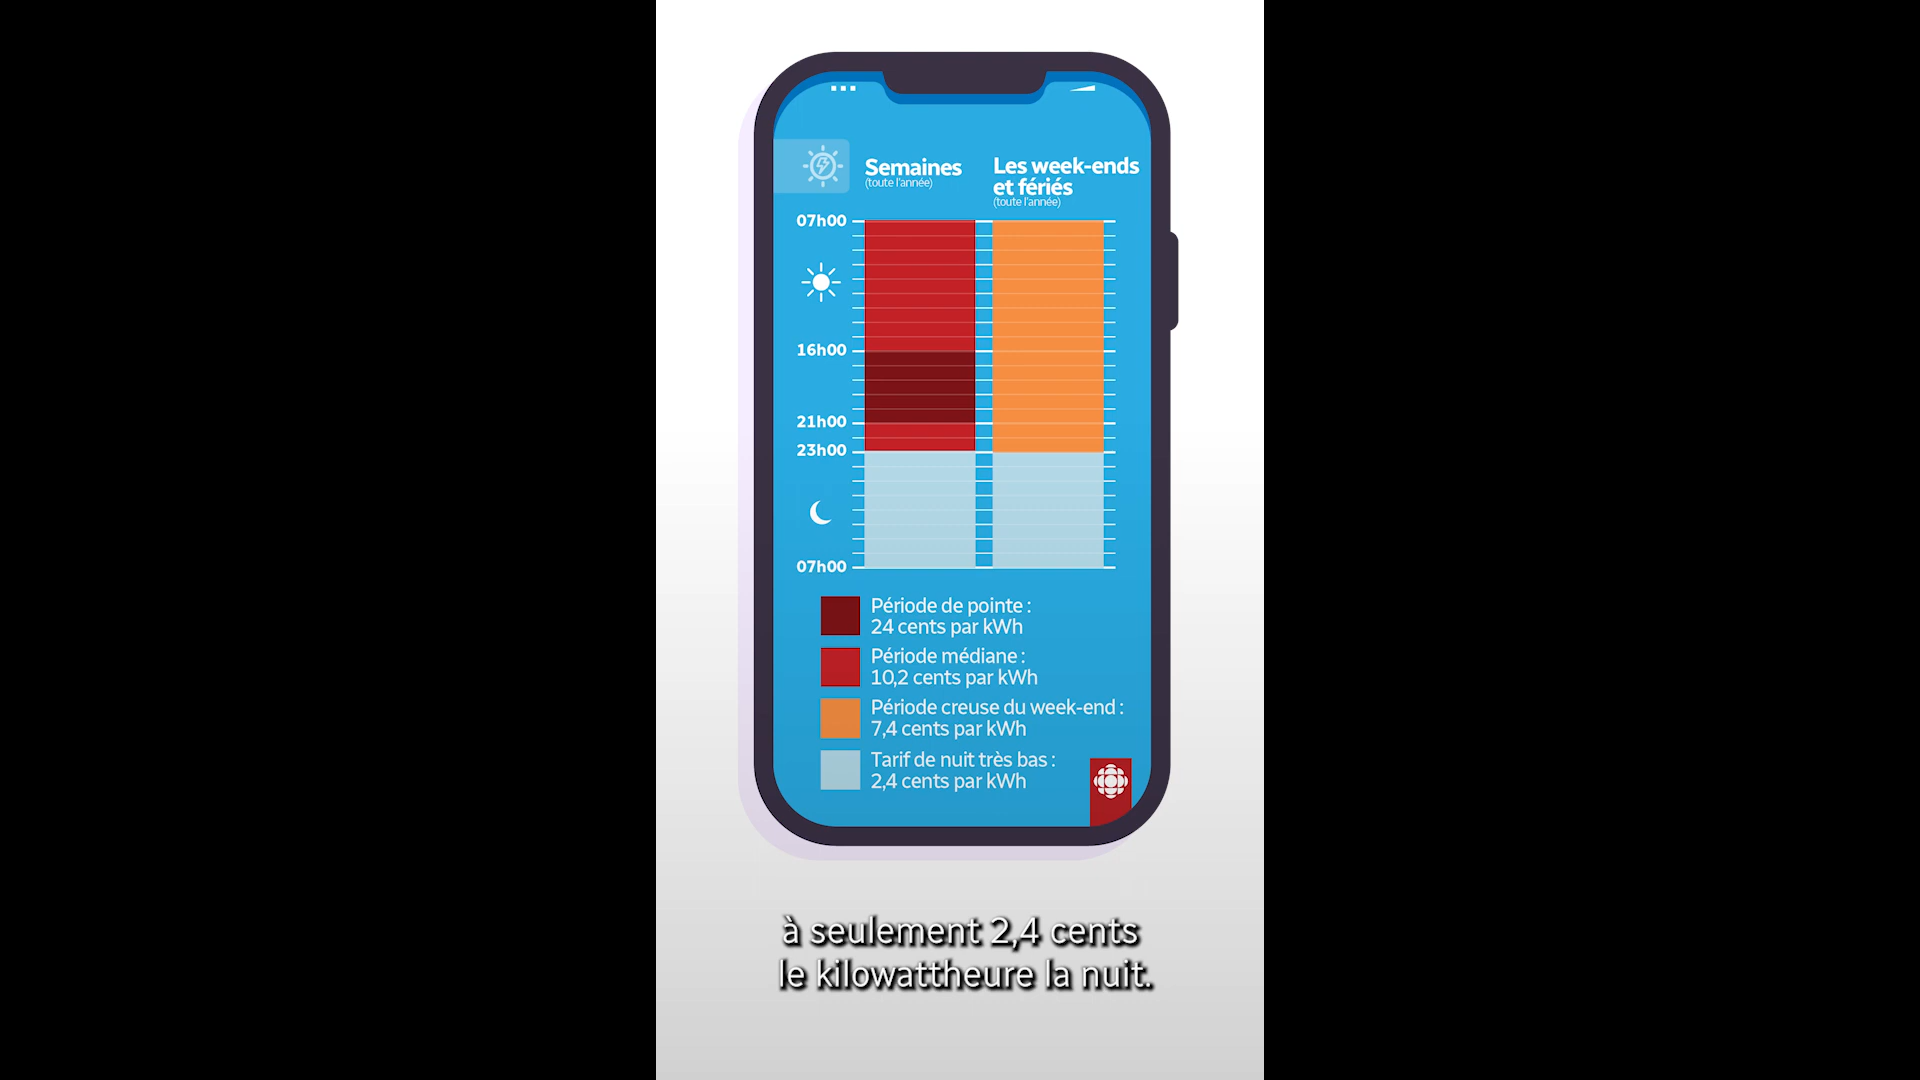 Semaines
(toute l'année)
Les week-ends
et fériés
(toute l'année)
07h00
16h00
21h00
23h00
07h00
Période de pointe :
24 cents par kWh
Période médiane :
10,2 cents par kWh
Période creuse du week-end :
7,4 cents par kWh
Tarif de nuit très bas :
2,4 cents par kWh
à seulement 2,4 cents
le kilowattheure la nuit.